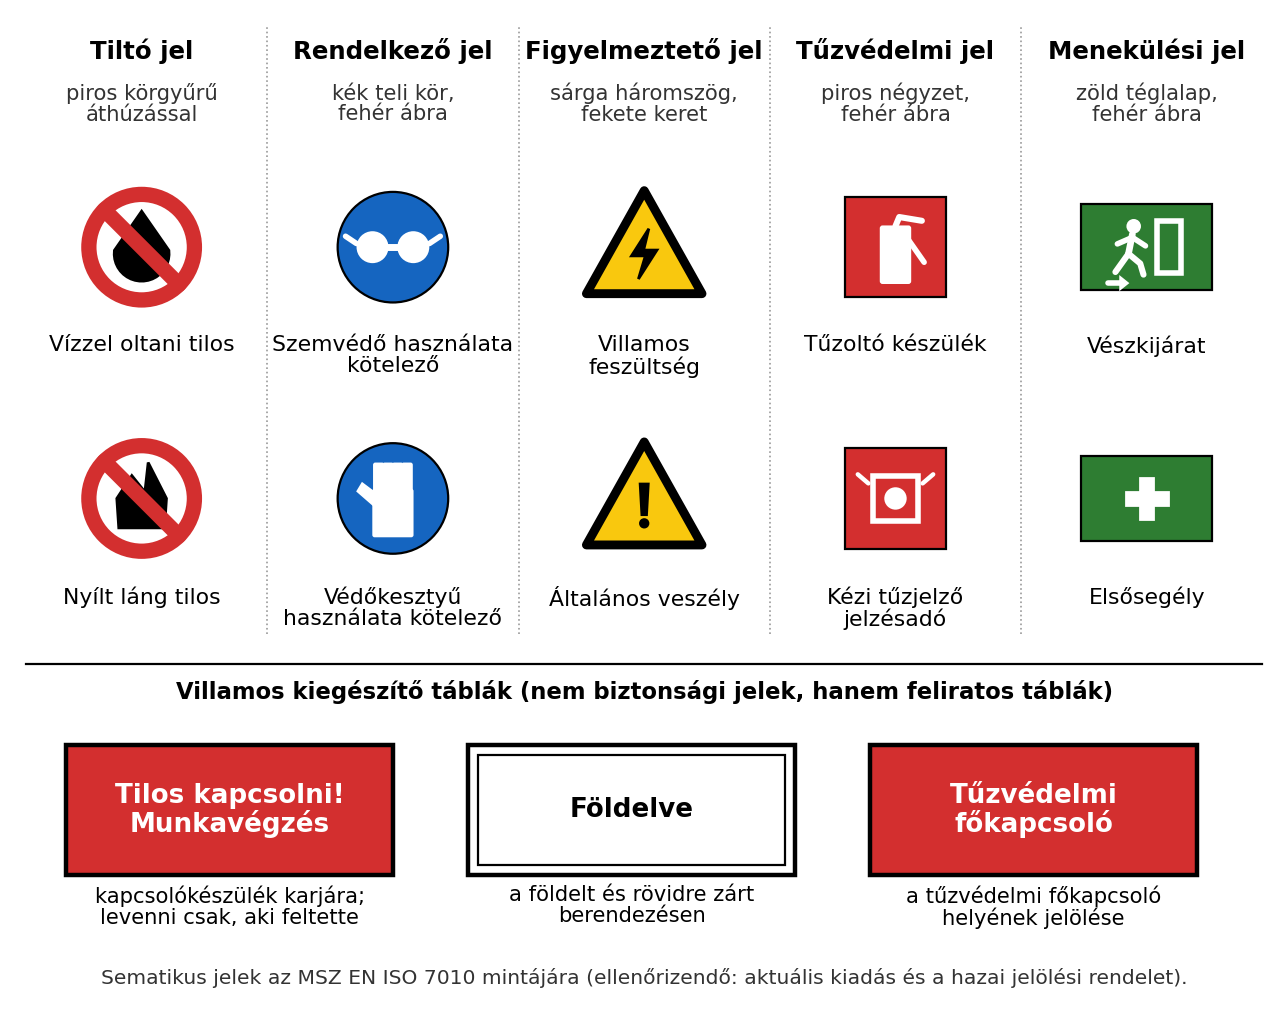 Tiltó jel
piros körgyűrű
áthúzással
Rendelkező jel
kék teli kör,
fehér ábra
Figyelmeztető jel
sárga háromszög,
fekete keret
Tűzvédelmi jel
piros négyzet,
fehér ábra
Menekülési jel
zöld téglalap,
fehér ábra
Vízzel oltani tilos
Szemvédő használata
kötelező
Villamos
feszültség
Tűzoltó készülék
Vészkijárat
!
Nyílt láng tilos
Védőkesztyű
használata kötelező
Általános veszély
Kézi tűzjelző
jelzésadó
Elsősegély
Villamos kiegészítő táblák (nem biztonsági jelek, hanem feliratos táblák)
Tilos kapcsolni!
Munkavégzés
kapcsolókészülék karjára;
levenni csak, aki feltette
Földelve
a földelt és rövidre zárt
berendezésen
Tűzvédelmi
főkapcsoló
a tűzvédelmi főkapcsoló
helyének jelölése
Sematikus jelek az MSZ EN ISO 7010 mintájára (ellenőrizendő: aktuális kiadás és a hazai jelölési rendelet).